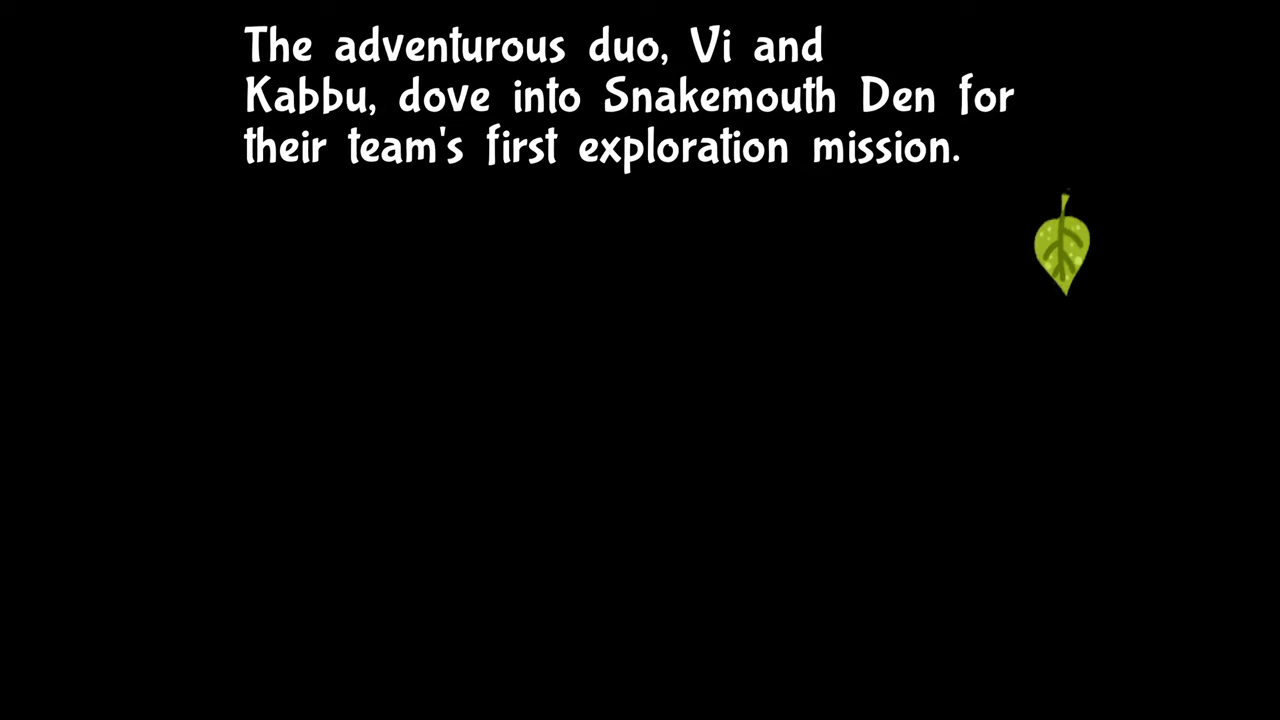 The adventurous duo, Vi and
Kabbu, dove into Snakemouth Den for
their team's first exploration mission.